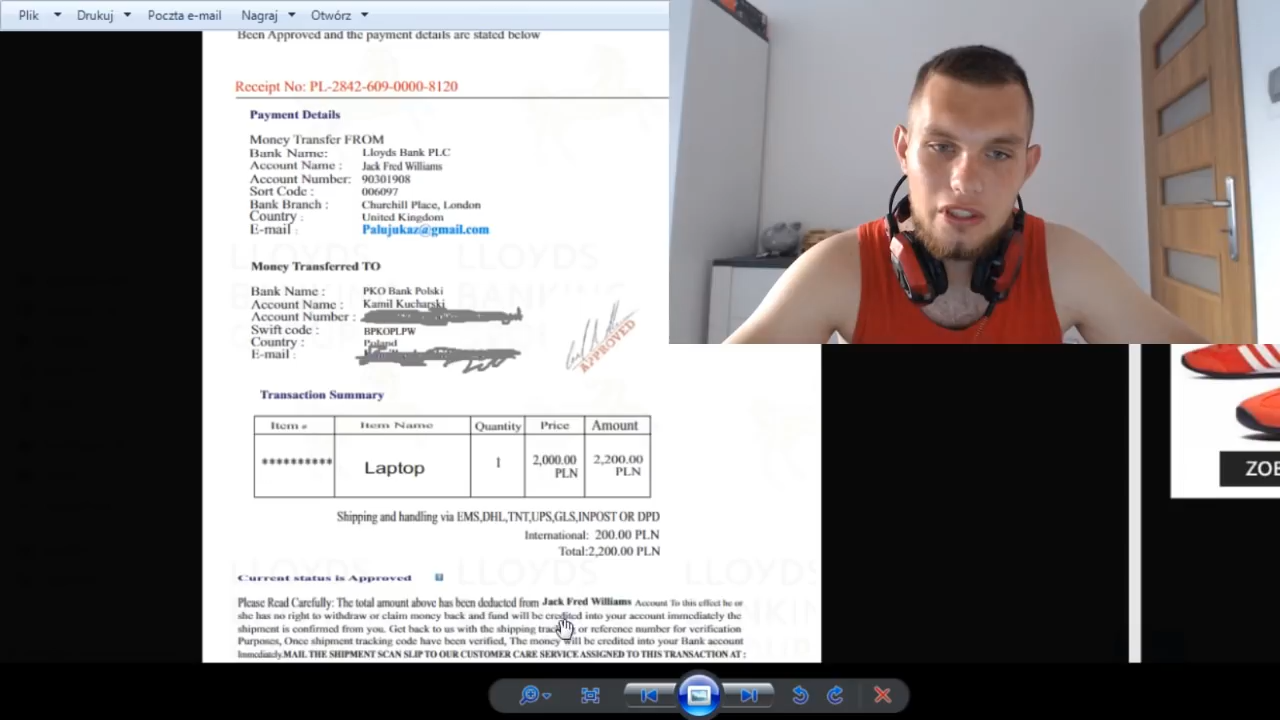 Plik Drukuj Poczta e-mail Nagraj Otwórz
Been Approved and the payment details are stated below
Receipt No: PL-2842-609-0000-8120
Payment Details
Money Transfer FROM
Bank Name: Lloyds Bank PLC
Account Name : Jack Fred Williams
Account Number: 90301908
Sort Code : 006097
Bank Branch : Churchill Place, London
Country : United Kingdom
E-mail : Palujukaz@gmail.com
Money Transferred TO
Bank Name : PKO Bank Polski
Account Name : Kamil Kucharski
Account Number :
Swift code : BPKOPLPW
Country : Poland
E-mail :
APPROVED
Transaction Summary
Item # Item Name Quantity Price Amount
********** Laptop 1 2,000.00 PLN 2,200.00 PLN
Shipping and handling via EMS,DHL,TNT,UPS,GLS,INPOST OR DPD
International: 200.00 PLN
Total:2,200.00 PLN
LLOYDS LLOYDS
Current status is Approved
Please Read Carefully: The total amount above has been deducted from Jack Fred Williams Account To this effect he or
she has no right to withdraw or claim money back and fund will be credited into your account immediately the
shipment is confirmed from you. Get back to us with the shipping tracking or reference number for verification
Purposes, Once shipment tracking code have been verified, The money will be credited into your Bank account
Immediately.MAIL THE SHIPMENT SCAN SLIP TO OUR CUSTOMER CARE SERVICE ASSIGNED TO THIS TRANSACTION AT :